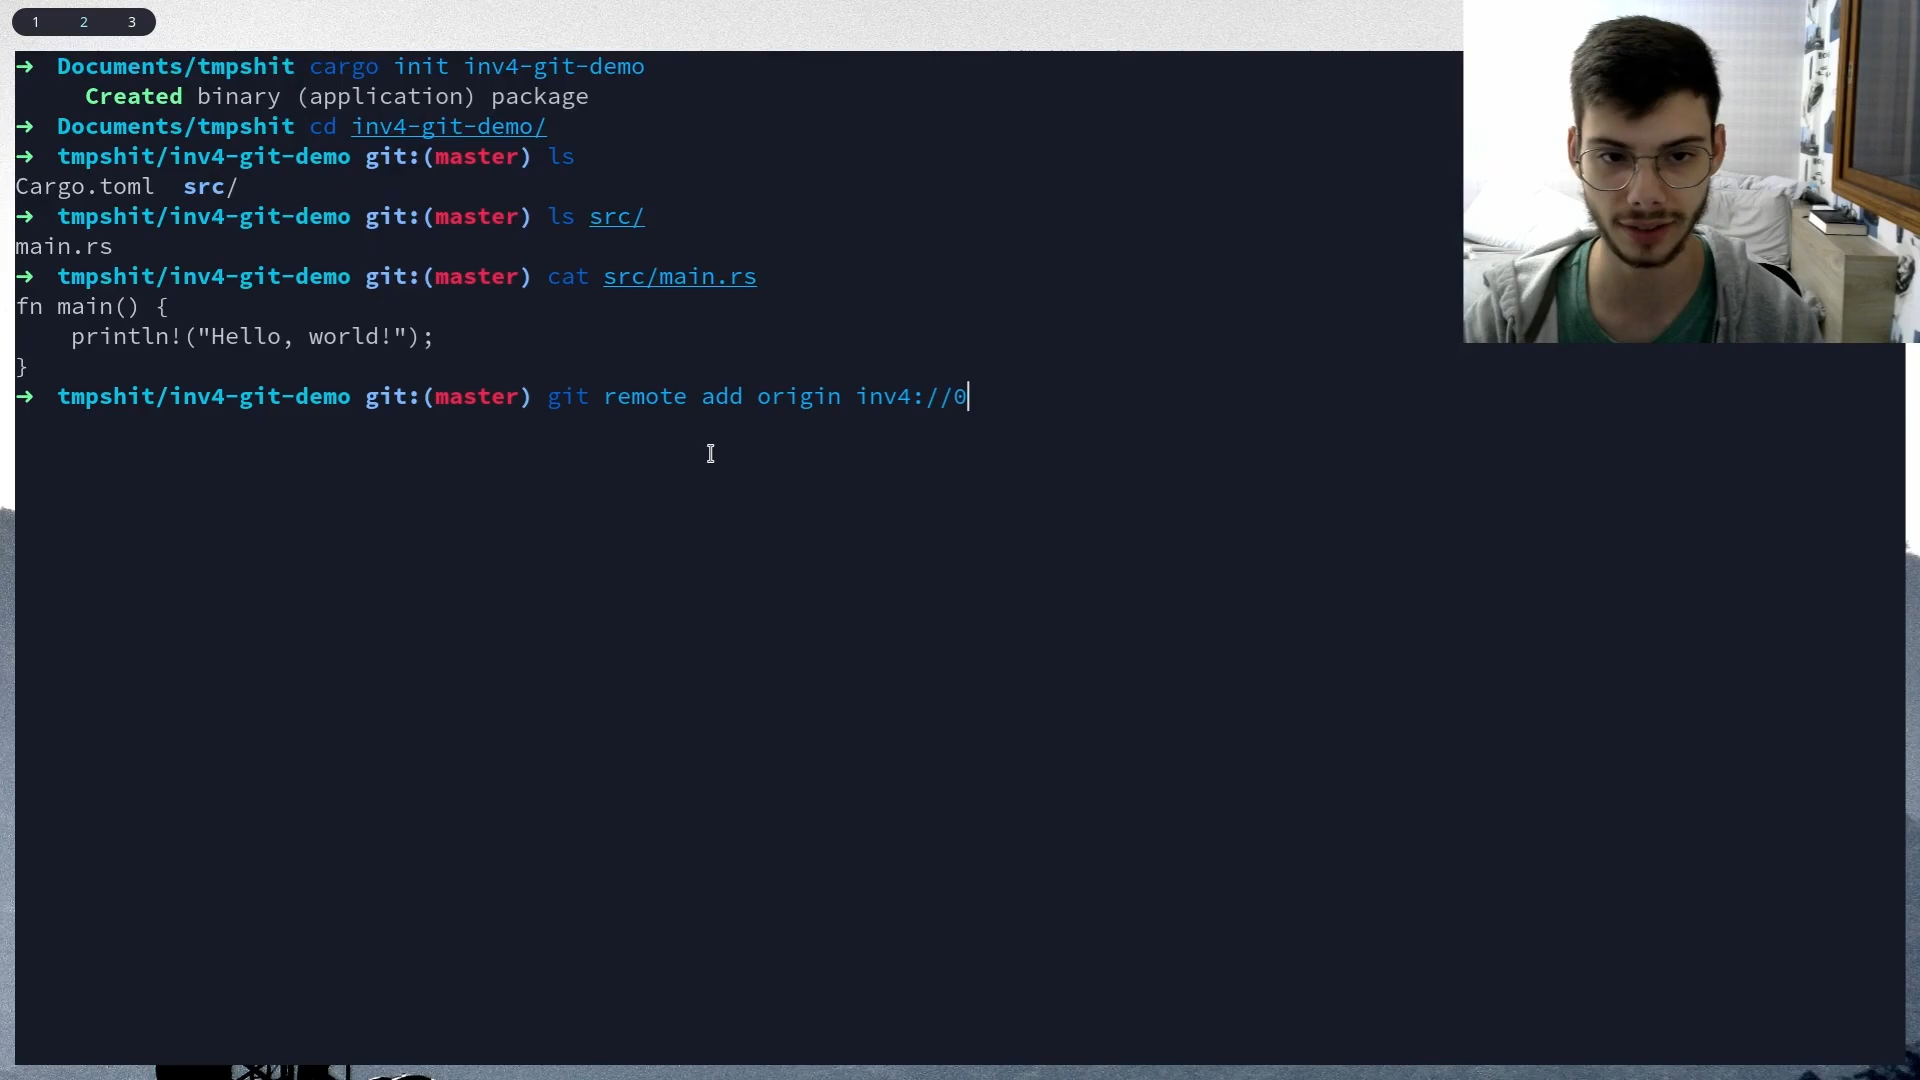 1 2 3
➜ Documents/tmpshit cargo init inv4-git-demo
Created binary (application) package
➜ Documents/tmpshit cd inv4-git-demo/
➜ tmpshit/inv4-git-demo git:(master) ls
Cargo.toml src/
➜ tmpshit/inv4-git-demo git:(master) ls src/
main.rs
➜ tmpshit/inv4-git-demo git:(master) cat src/main.rs
fn main() {
    println!("Hello, world!");
}
➜ tmpshit/inv4-git-demo git:(master) git remote add origin inv4://0